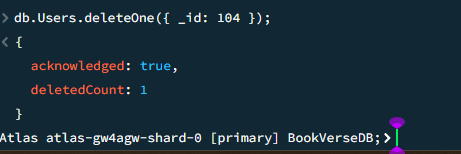 > db.Users.deleteOne({ _id: 104 });
< {
acknowledged: true,
deletedCount: 1
}
Atlas atlas-gw4agw-shard-0 [primary] BookVerseDB;>